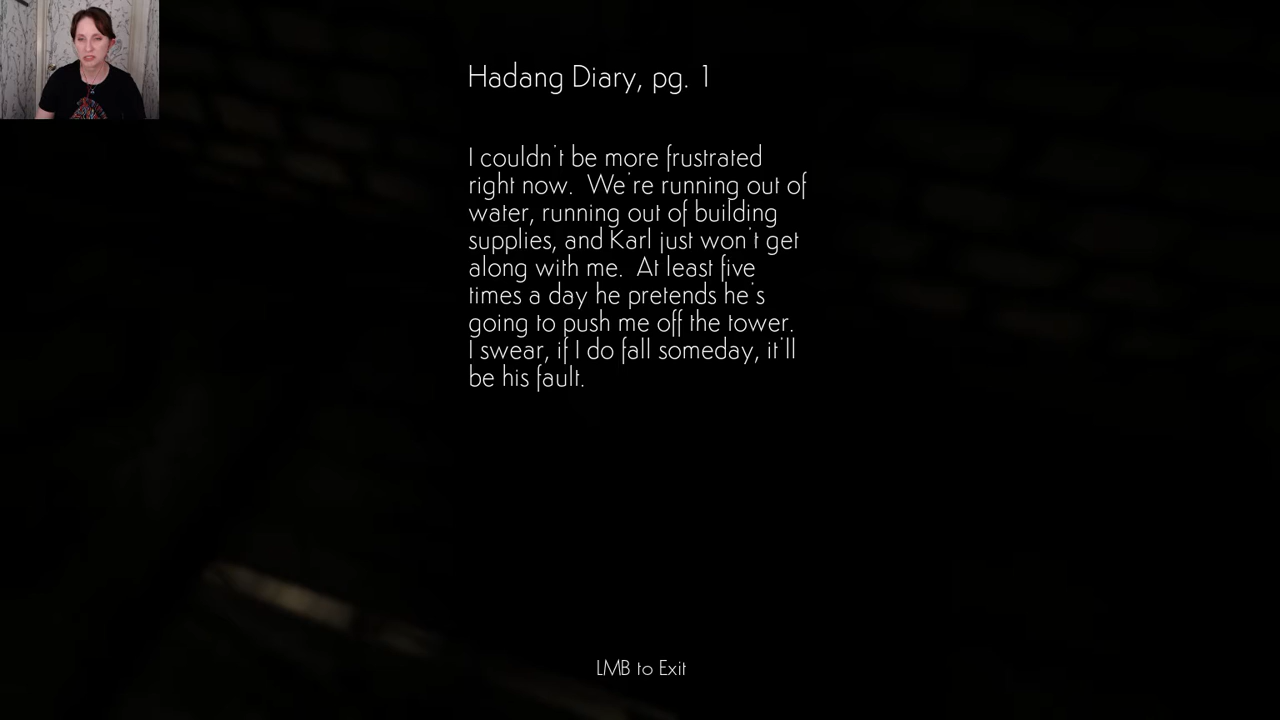 Hadang Diary, pg. 1
I couldn't be more frustrated
right now.  We're running out of
water, running out of building
supplies, and Karl just won't get
along with me.  At least five
times a day he pretends he's
going to push me off the tower.
I swear, if I do fall someday, it'll
be his fault.
LMB to Exit